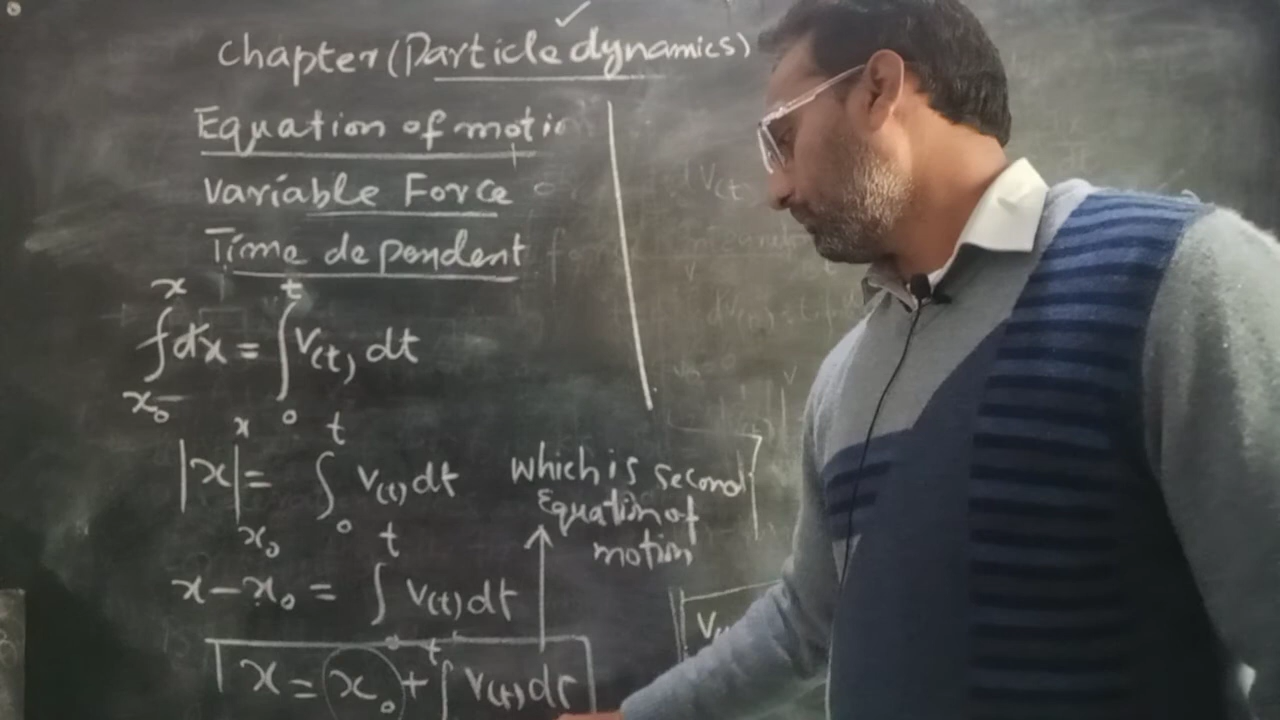 Chapter (Particle dynamics)
Equation of motio
variable Force
Time dependent
∫dx = ∫V(t) dt
x
x₀
t
0
|x| = ∫ V(t) dt
x
x₀
t
0
which is second
Equation of
motion
x - x₀ = ∫ V(t) dt
t
0
x = x₀ + ∫ V(t) dt
t